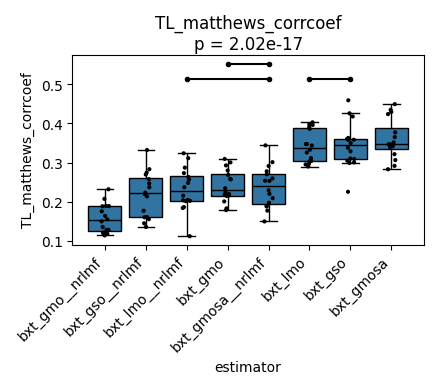 TL_matthews_corrcoef
p = 2.02e-17
TL_matthews_corrcoef
0.5
0.4
0.3
0.2
0.1
bxt_gmo__nrlmf
bxt_gso__nrlmf
bxt_lmo__nrlmf
bxt_gmo
bxt_gmosa__nrlmf
bxt_lmo
bxt_gso
bxt_gmosa
estimator